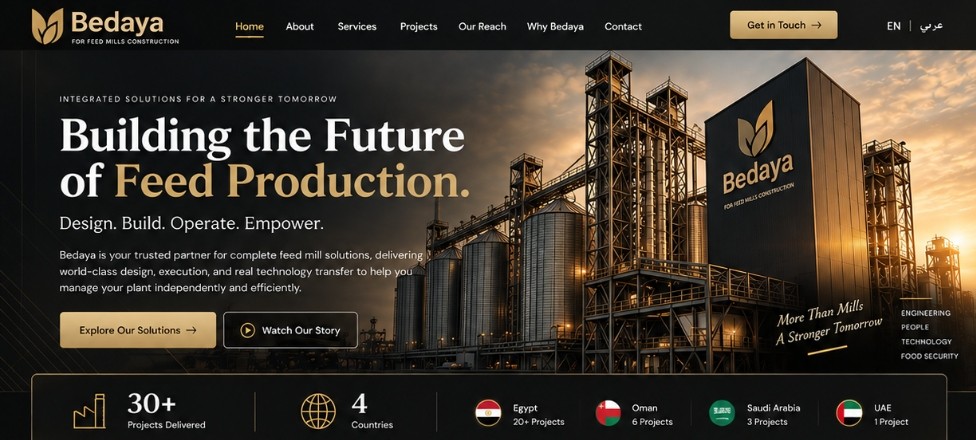 Bedaya
FOR FEED MILLS CONSTRUCTION
Home
About
Services
Projects
Our Reach
Why Bedaya
Contact
Get in Touch →
EN | عربي
INTEGRATED SOLUTIONS FOR A STRONGER TOMORROW
Building the Future
of Feed Production.
Design. Build. Operate. Empower.
Bedaya is your trusted partner for complete feed mill solutions, delivering
world-class design, execution, and real technology transfer to help you
manage your plant independently and efficiently.
Explore Our Solutions →
Watch Our Story
Bedaya
FOR FEED MILLS CONSTRUCTION
More Than Mills
A Stronger Tomorrow
ENGINEERING
PEOPLE
TECHNOLOGY
FOOD SECURITY
30+
Projects Delivered
4
Countries
Egypt
20+ Projects
Oman
6 Projects
Saudi Arabia
3 Projects
UAE
1 Project